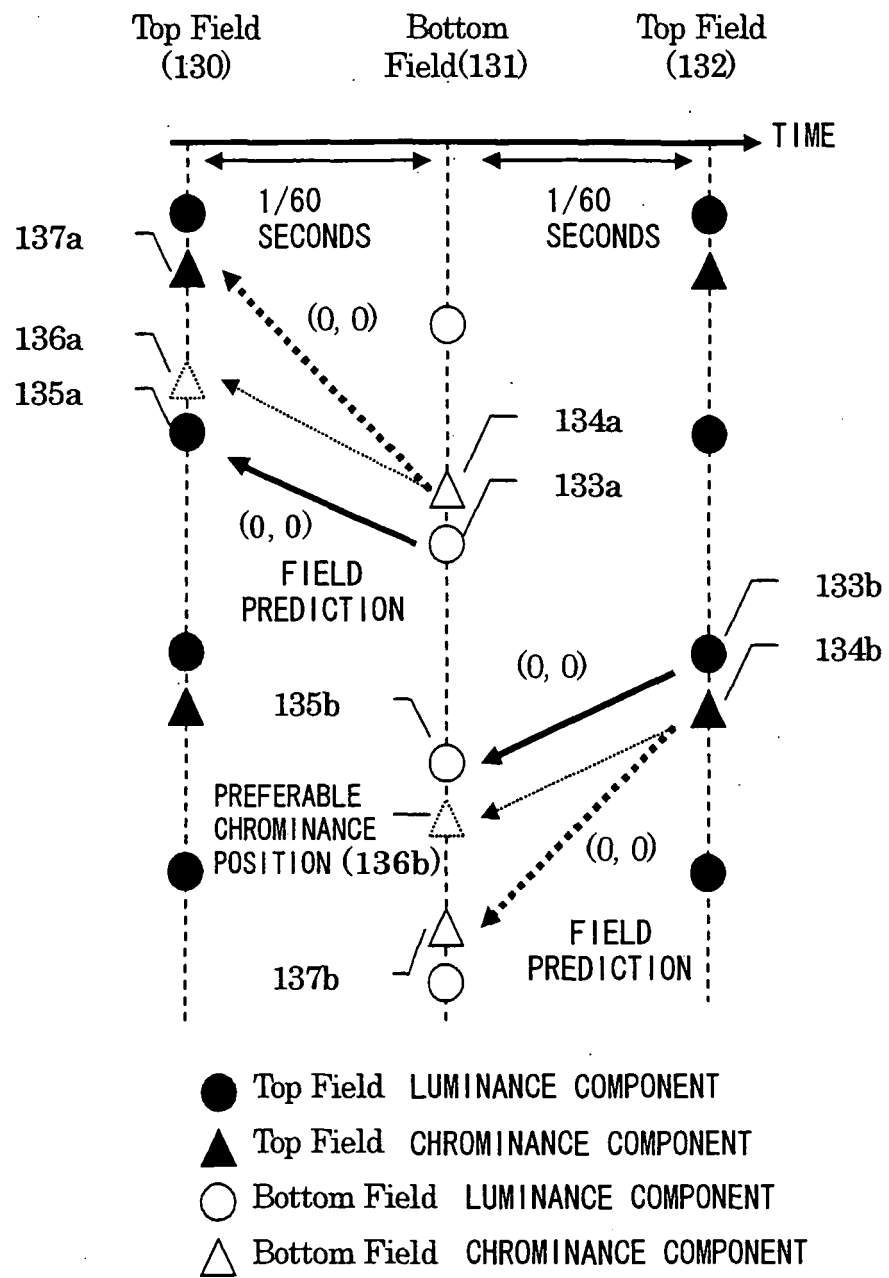 Top Field
(130)
Bottom
Field(131)
Top Field
(132)
TIME
1/60
SECONDS
1/60
SECONDS
137a
(0, 0)
136a
135a
134a
133a
(0, 0)
FIELD
PREDICTION
133b
134b
(0, 0)
135b
PREFERABLE
CHROMINANCE
POSITION (136b)
(0, 0)
137b
FIELD
PREDICTION
Top Field LUMINANCE COMPONENT
Top Field CHROMINANCE COMPONENT
Bottom Field LUMINANCE COMPONENT
Bottom Field CHROMINANCE COMPONENT